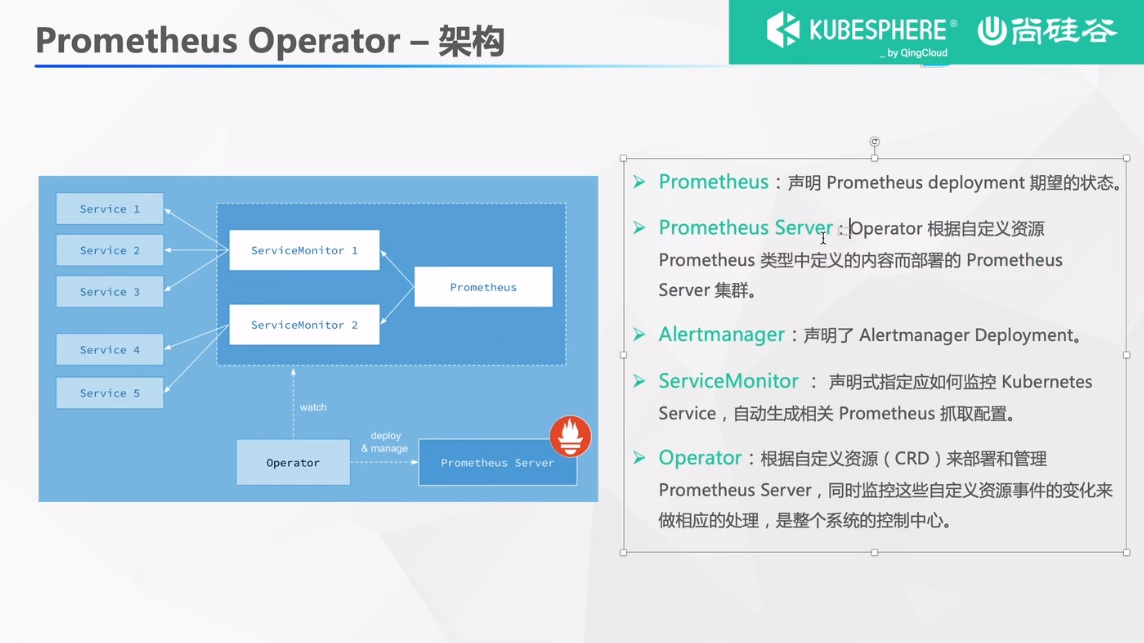 Prometheus Operator – 架构
KUBESPHERE®
_ by QingCloud
尚硅谷
Service 1
Service 2
Service 3
Service 4
Service 5
ServiceMonitor 1
ServiceMonitor 2
Prometheus
watch
deploy
& manage
Operator
Prometheus Server
Prometheus：声明 Prometheus deployment 期望的状态。
Prometheus Server：Operator 根据自定义资源
Prometheus 类型中定义的内容而部署的 Prometheus
Server 集群。
Alertmanager：声明了 Alertmanager Deployment。
ServiceMonitor ： 声明式指定应如何监控 Kubernetes
Service，自动生成相关 Prometheus 抓取配置。
Operator：根据自定义资源（CRD）来部署和管理
Prometheus Server，同时监控这些自定义资源事件的变化来
做相应的处理，是整个系统的控制中心。